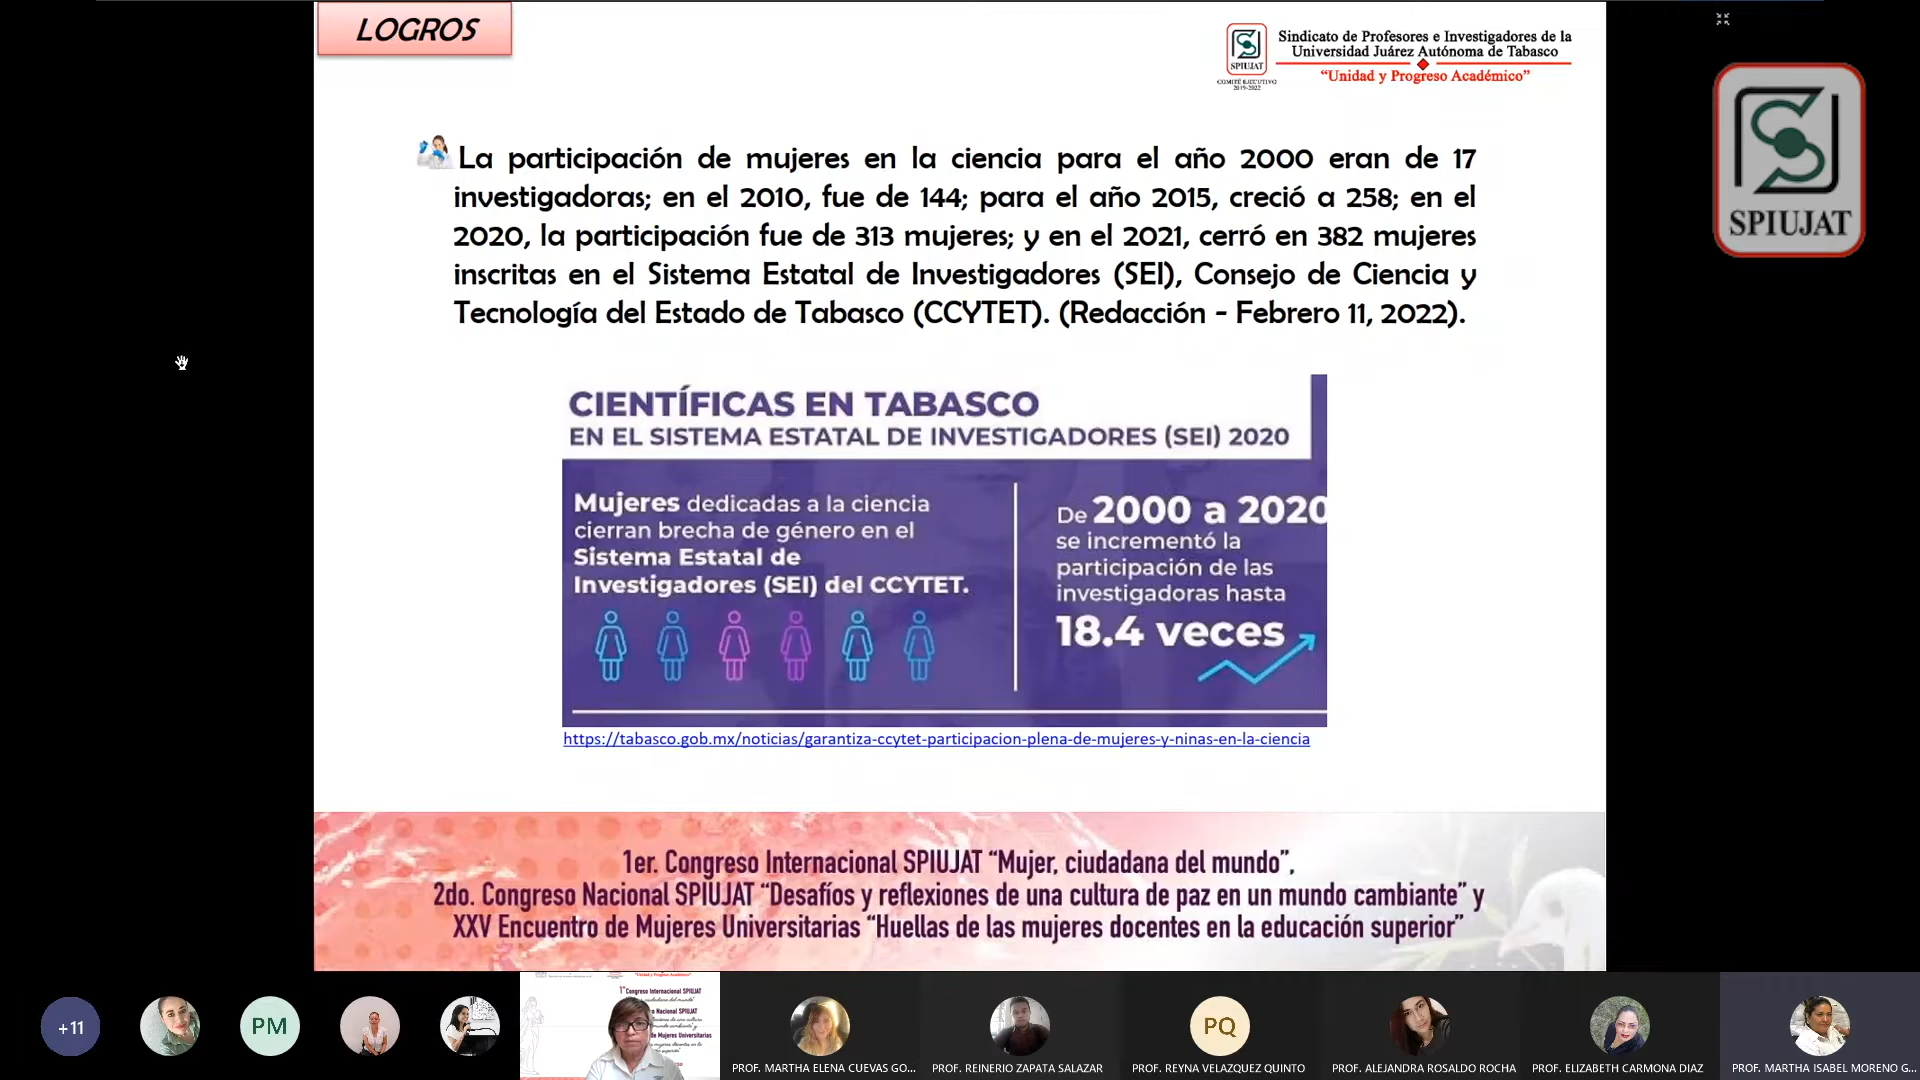 LOGROS
SPIUJAT
COMITÉ EJECUTIVO
2019-2022
Sindicato de Profesores e Investigadores de la
Universidad Juárez Autónoma de Tabasco
“Unidad y Progreso Académico”
SPIUJAT
La participación de mujeres en la ciencia para el año 2000 eran de 17
investigadoras; en el 2010, fue de 144; para el año 2015, creció a 258; en el
2020, la participación fue de 313 mujeres; y en el 2021, cerró en 382 mujeres
inscritas en el Sistema Estatal de Investigadores (SEI), Consejo de Ciencia y
Tecnología del Estado de Tabasco (CCYTET). (Redacción - Febrero 11, 2022).
CIENTÍFICAS EN TABASCO
EN EL SISTEMA ESTATAL DE INVESTIGADORES (SEI) 2020
Mujeres dedicadas a la ciencia
cierran brecha de género en el
Sistema Estatal de
Investigadores (SEI) del CCYTET.
De 2000 a 2020
se incrementó la
participación de las
investigadoras hasta
18.4 veces
https://tabasco.gob.mx/noticias/garantiza-ccytet-participacion-plena-de-mujeres-y-ninas-en-la-ciencia
1er. Congreso Internacional SPIUJAT “Mujer, ciudadana del mundo”,
2do. Congreso Nacional SPIUJAT “Desafíos y reflexiones de una cultura de paz en un mundo cambiante” y
XXV Encuentro de Mujeres Universitarias “Huellas de las mujeres docentes en la educación superior”
+11
PM
1er Congreso Internacional SPIUJAT
PROF. MARTHA ELENA CUEVAS GO...
PROF. REINERIO ZAPATA SALAZAR
PQ
PROF. REYNA VELAZQUEZ QUINTO
PROF. ALEJANDRA ROSALDO ROCHA
PROF. ELIZABETH CARMONA DIAZ
PROF. MARTHA ISABEL MORENO G...